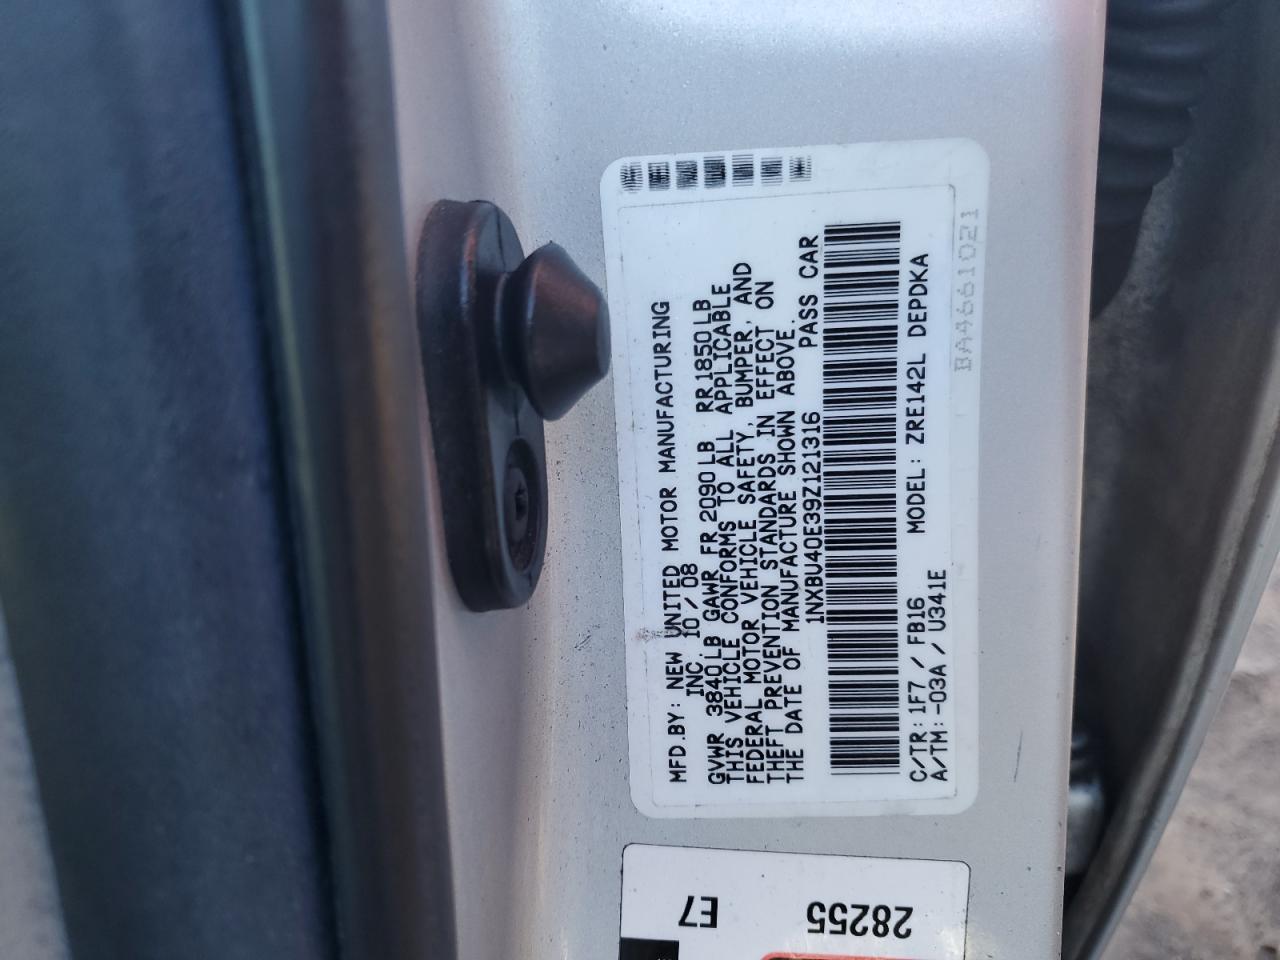 MFD.BY: NEW UNITED MOTOR MANUFACTURING
INC. 10/08
GVWR 3840LB GAWR FR 2090LB RR 1850LB
THIS VEHICLE CONFORMS TO ALL APPLICABLE
FEDERAL MOTOR VEHICLE SAFETY, BUMPER, AND
THEFT PREVENTION STANDARDS IN EFFECT ON
THE DATE OF MANUFACTURE SHOWN ABOVE.
1NXBU40E39Z121316 PASS CAR
C/TR: 1F7 / FB16 MODEL: ZRE142L DEPDKA
A/TM: -03A / U341E
BA4661021
28255
E7